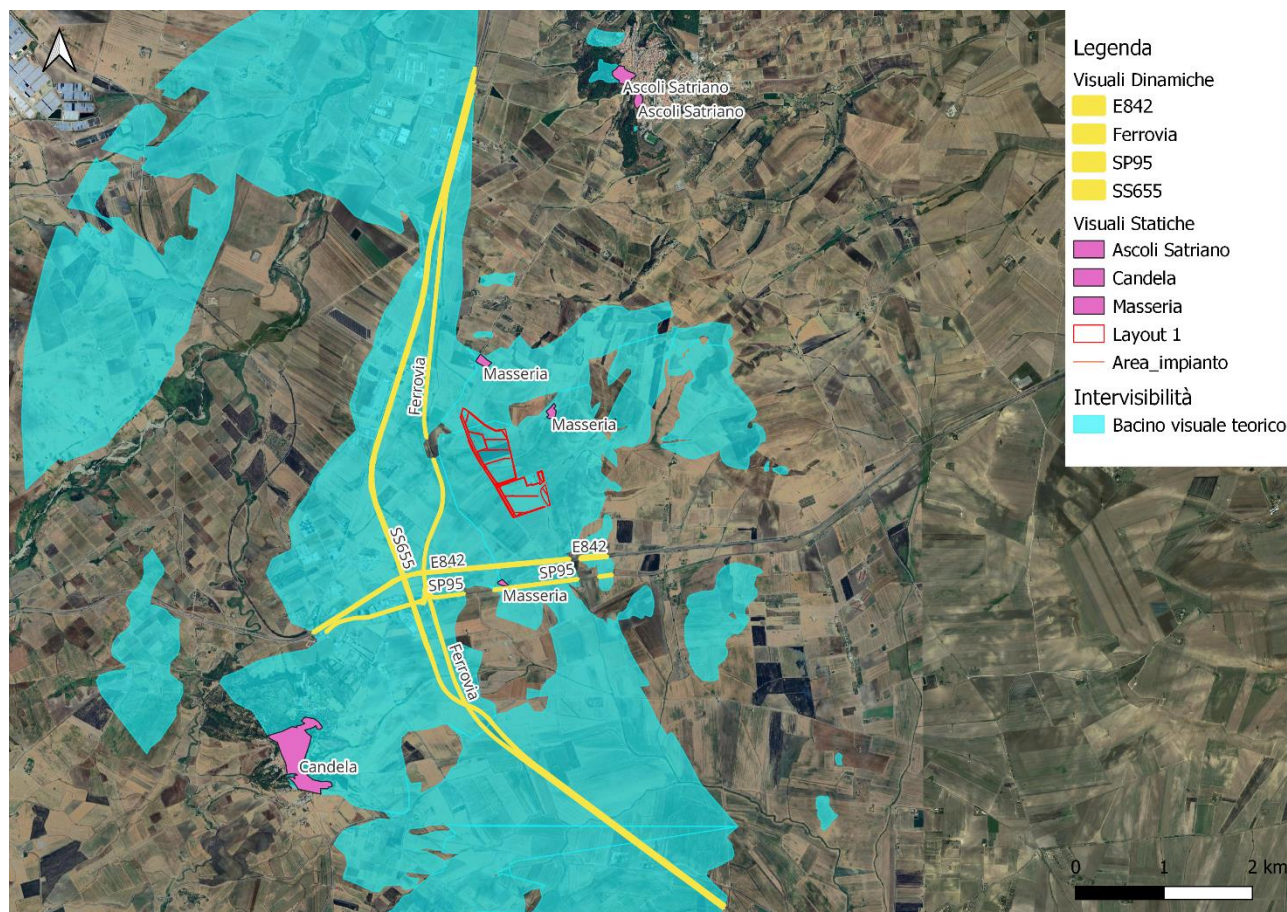 Legenda
Visuali Dinamiche
E842
Ferrovia
SP95
SS655
Visuali Statiche
Ascoli Satriano
Candela
Masseria
Layout 1
Area_impianto
Intervisibilità
Bacino visuale teorico
Ascoli Satriano
Ascoli Satriano
Ferrovia
Masseria
Masseria
SS655
E842
E842
SP95
SP95
Masseria
Ferrovia
Candela
0 1 2 km